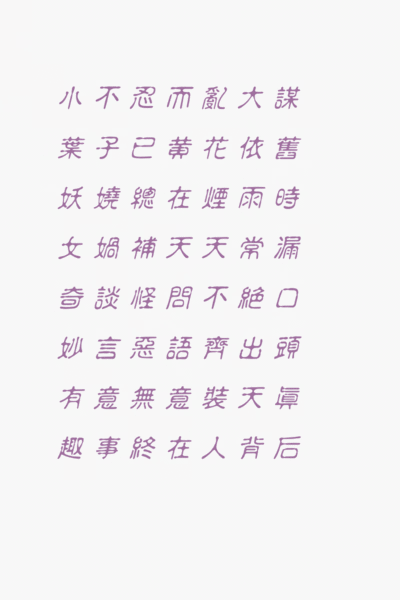 小不忍而亂大謀
葉子已黃花依舊
妖嬈總在煙雨時
女媧補天天常漏
奇談怪問不絕口
妙言惡語齊出頭
有意無意裝天真
趣事終在人背后